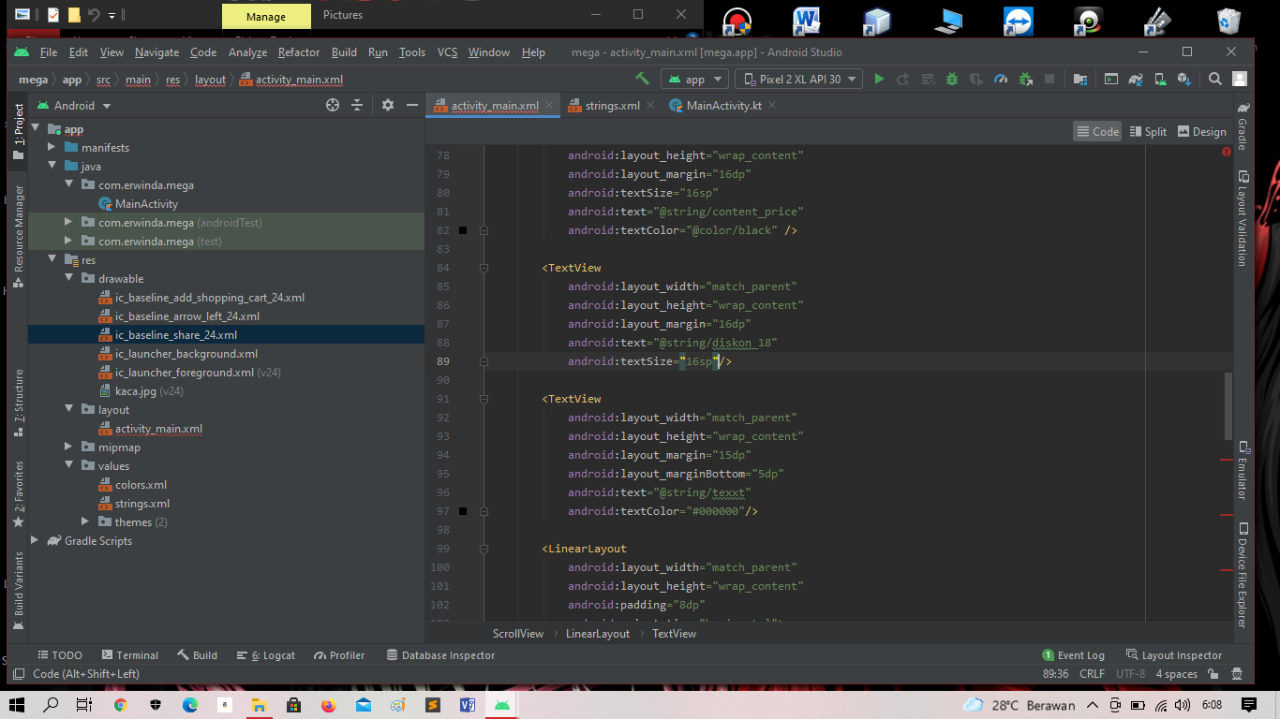 Manage
Pictures
File Edit View Navigate Code Analyze Refactor Build Run Tools VCS Window Help mega - activity_main.xml [mega.app] - Android Studio
mega app src main res layout activity_main.xml app Pixel 2 XL API 30
Android
activity_main.xml strings.xml MainActivity.kt
Code Split Design
1: Project
Resource Manager
7: Structure
2: Favorites
Build Variants
app
manifests
java
com.erwinda.mega
MainActivity
com.erwinda.mega (androidTest)
com.erwinda.mega (test)
res
drawable
ic_baseline_add_shopping_cart_24.xml
ic_baseline_arrow_left_24.xml
ic_baseline_share_24.xml
ic_launcher_background.xml
ic_launcher_foreground.xml (v24)
kaca.jpg (v24)
layout
activity_main.xml
mipmap
values
colors.xml
strings.xml
themes (2)
Gradle Scripts
78 android:layout_height="wrap_content"
79 android:layout_margin="16dp"
80 android:textSize="16sp"
81 android:text="@string/content_price"
82 android:textColor="@color/black" />
83
84 <TextView
85 android:layout_width="match_parent"
86 android:layout_height="wrap_content"
87 android:layout_margin="16dp"
88 android:text="@string/diskon_18"
89 android:textSize="16sp"/>
90
91 <TextView
92 android:layout_width="match_parent"
93 android:layout_height="wrap_content"
94 android:layout_margin="15dp"
95 android:layout_marginBottom="5dp"
96 android:text="@string/texxt"
97 android:textColor="#000000"/>
98
99 <LinearLayout
100 android:layout_width="match_parent"
101 android:layout_height="wrap_content"
102 android:padding="8dp"
ScrollView LinearLayout TextView
Gradle
Layout Validation
Emulator
Device File Explorer
TODO Terminal Build 6: Logcat Profiler Database Inspector 1 Event Log Layout Inspector
Code (Alt+Shift+Left) 89:36 CRLF UTF-8 4 spaces
28°C Berawan 6:08